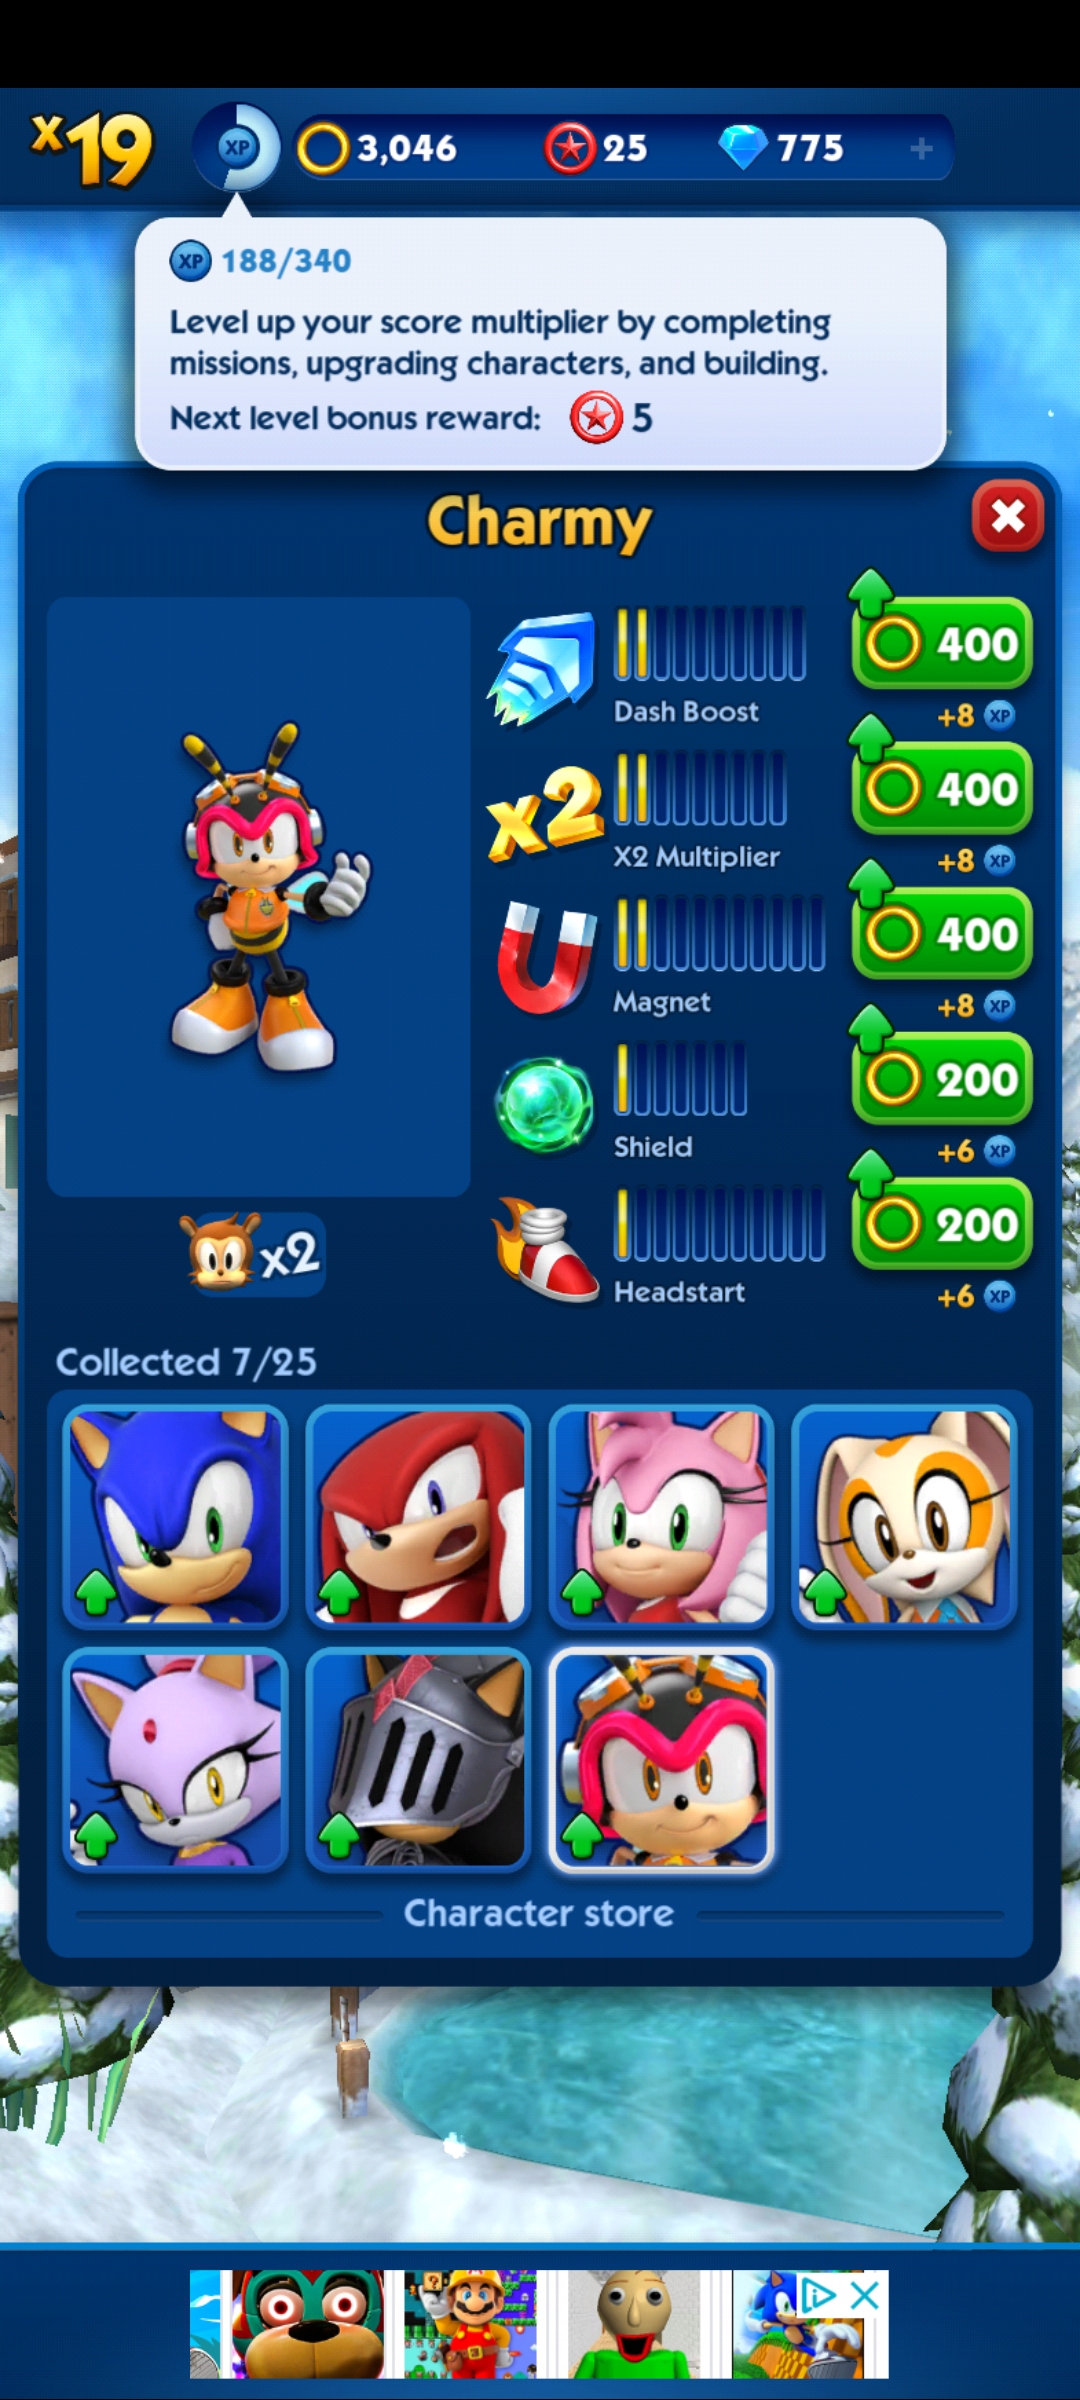 x19
XP
3,046
25
775
+
XP 188/340
Level up your score multiplier by completing
missions, upgrading characters, and building.
Next level bonus reward: 5
Charmy
400
Dash Boost
+8 XP
x2
400
X2 Multiplier
+8 XP
400
Magnet
+8 XP
200
Shield
+6 XP
x2
200
Headstart
+6 XP
Collected 7/25
Character store